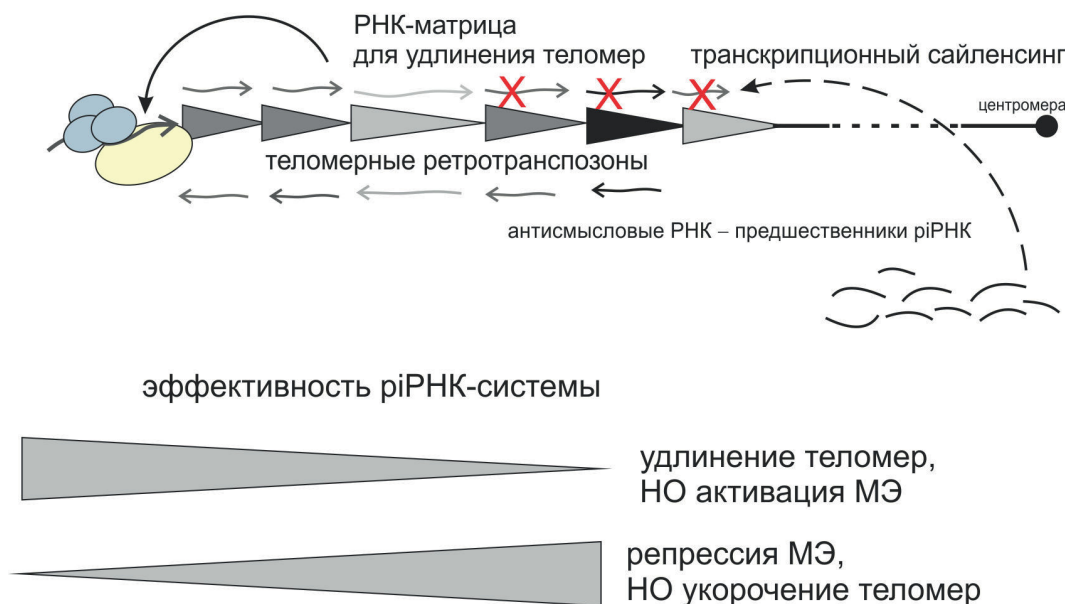 РНК-матрица
для удлинения теломер
транскрипционный сайленсинг
центромера
теломерные ретротранспозоны
антисмысловые РНК – предшественники piРНК
эффективность piРНК-системы
удлинение теломер,
НО активация МЭ
репрессия МЭ,
НО укорочение теломер